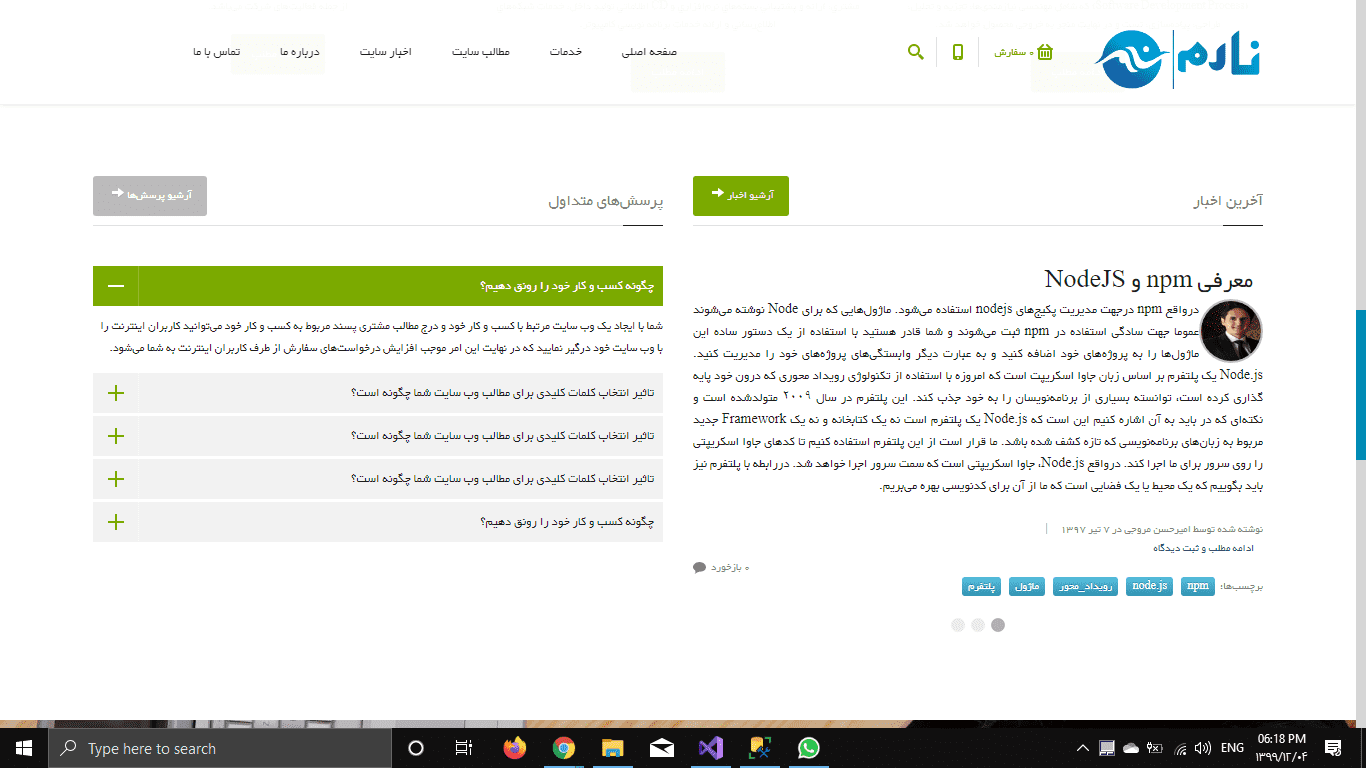 نارم
۰ سفارش
صفحه اصلی
خدمات
مطالب سایت
اخبار سایت
درباره ما
تماس با ما
آخرین اخبار
آرشیو اخبار
معرفی npm و NodeJS
درواقع npm درجهت مدیریت پکیج‌های nodejs استفاده می‌شود. ماژول‌هایی که برای Node نوشته می‌شوند
عموما جهت سادگی استفاده در npm ثبت می‌شوند و شما قادر هستید با استفاده از یک دستور ساده این
ماژول‌ها را به پروژه‌های خود اضافه کنید و به عبارت دیگر وابستگی‌های پروژه‌های خود را مدیریت کنید.
Node.js یک پلتفرم بر اساس زبان جاوا اسکریپت است که امروزه با استفاده از تکنولوژی رویداد محوری که درون خود پایه
گذاری کرده است، توانسته بسیاری از برنامه‌نویسان را به خود جذب کند. این پلتفرم در سال ۲۰۰۹ متولدشده است و
نکته‌ای که در باید به آن اشاره کنیم این است که Node.js یک پلتفرم است نه یک کتابخانه و نه یک Framework جدید
مربوط به زبان‌های برنامه‌نویسی که تازه کشف شده باشد. ما قرار است از این پلتفرم استفاده کنیم تا کدهای جاوا اسکریپتی
را روی سرور برای ما اجرا کند. درواقع Node.js، جاوا اسکریپتی است که سمت سرور اجرا خواهد شد. دررابطه با پلتفرم نیز
باید بگوییم که یک محیط یا یک فضایی است که ما از آن برای کدنویسی بهره می‌بریم.
نوشته شده توسط امیرحسن مروجی در ۷ تیر ۱۳۹۷ |
ادامه مطلب و ثبت دیدگاه
۰ بازخورد
برچسب‌ها: npm node.js رویداد_محور ماژول پلتفرم
پرسش‌های متداول
آرشیو پرسش‌ها
چگونه کسب و کار خود را رونق دهیم؟
شما با ایجاد یک وب سایت مرتبط با کسب و کار خود و درج مطالب مشتری پسند مربوط به کسب و کار خود می‌توانید کاربران اینترنت را
با وب سایت خود درگیر نمایید که در نهایت این امر موجب افزایش درخواست‌های سفارش از طرف کاربران اینترنت به شما می‌شود.
تاثیر انتخاب کلمات کلیدی برای مطالب وب سایت شما چگونه است؟
تاثیر انتخاب کلمات کلیدی برای مطالب وب سایت شما چگونه است؟
تاثیر انتخاب کلمات کلیدی برای مطالب وب سایت شما چگونه است؟
چگونه کسب و کار خود را رونق دهیم؟
Type here to search
ENG
06:18 PM
۱۳۹۹/۱۲/۰۴